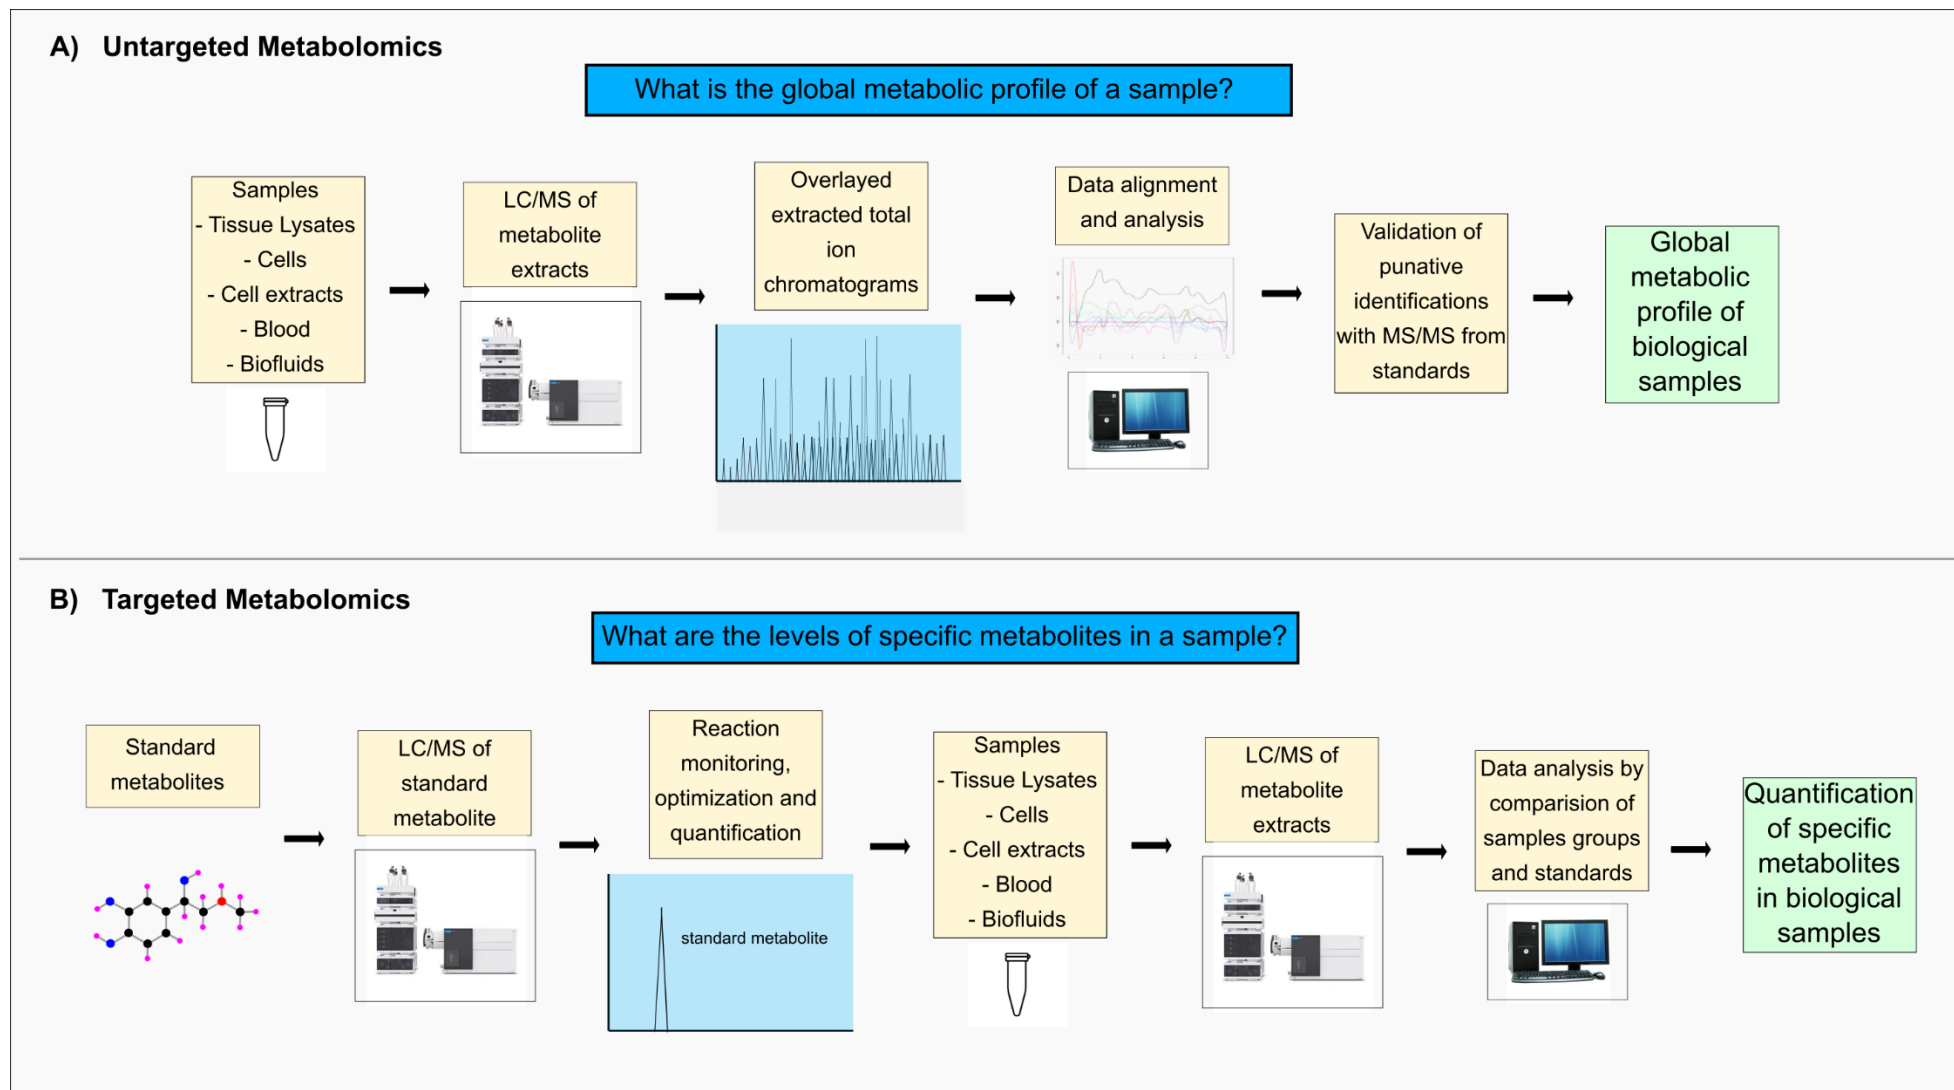 A) Untargeted Metabolomics
What is the global metabolic profile of a sample?
Samples
- Tissue Lysates
- Cells
- Cell extracts
- Blood
- Biofluids
LC/MS of
metabolite
extracts
Overlayed
extracted total
ion
chromatograms
Data alignment
and analysis
Validation of
punative
identifications
with MS/MS from
standards
Global
metabolic
profile of
biological
samples
B) Targeted Metabolomics
What are the levels of specific metabolites in a sample?
Standard
metabolites
LC/MS of
standard
metabolite
Reaction
monitoring,
optimization and
quantification
standard metabolite
Samples
- Tissue Lysates
- Cells
- Cell extracts
- Blood
- Biofluids
LC/MS of
metabolite
extracts
Data analysis by
comparision of
samples groups
and standards
Quantification
of specific
metabolites
in biological
samples